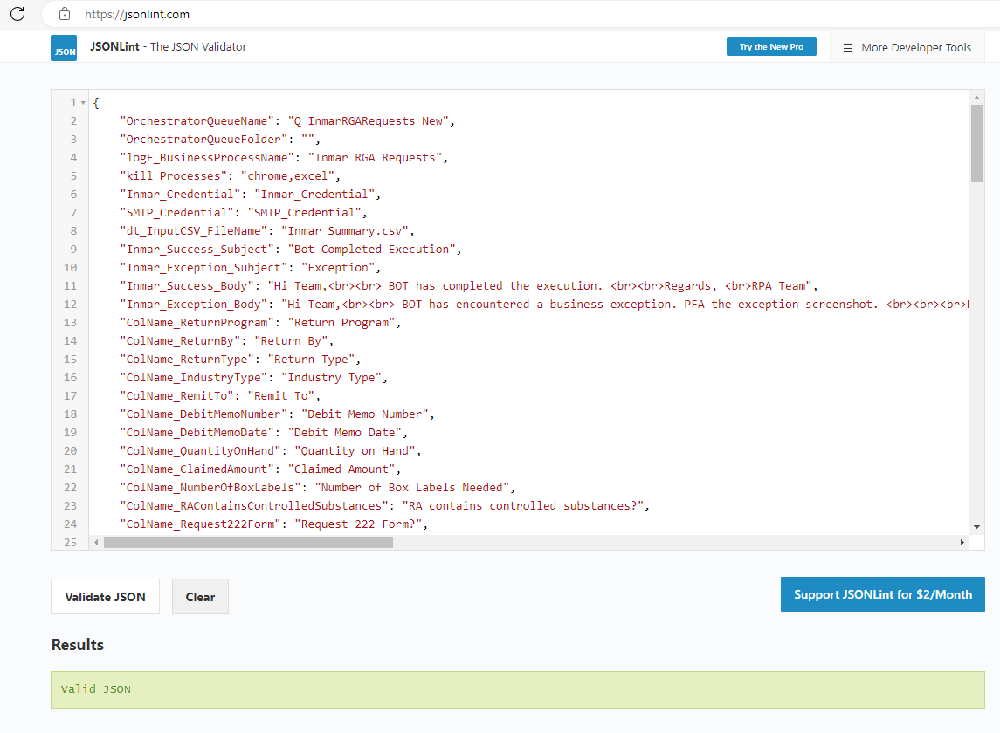 https://jsonlint.com
JSON
JSONLint - The JSON Validator
Try the New Pro
More Developer Tools
1 {
2 "OrchestratorQueueName": "Q_InmarRGARequests_New",
3 "OrchestratorQueueFolder": "",
4 "logF_BusinessProcessName": "Inmar RGA Requests",
5 "kill_Processes": "chrome,excel",
6 "Inmar_Credential": "Inmar_Credential",
7 "SMTP_Credential": "SMTP_Credential",
8 "dt_InputCSV_FileName": "Inmar Summary.csv",
9 "Inmar_Success_Subject": "Bot Completed Execution",
10 "Inmar_Exception_Subject": "Exception",
11 "Inmar_Success_Body": "Hi Team,<br><br> BOT has completed the execution. <br><br>Regards, <br>RPA Team",
12 "Inmar_Exception_Body": "Hi Team,<br><br> BOT has encountered a business exception. PFA the exception screenshot. <br><br><br>
13 "ColName_ReturnProgram": "Return Program",
14 "ColName_ReturnBy": "Return By",
15 "ColName_ReturnType": "Return Type",
16 "ColName_IndustryType": "Industry Type",
17 "ColName_RemitTo": "Remit To",
18 "ColName_DebitMemoNumber": "Debit Memo Number",
19 "ColName_DebitMemoDate": "Debit Memo Date",
20 "ColName_QuantityOnHand": "Quantity on Hand",
21 "ColName_ClaimedAmount": "Claimed Amount",
22 "ColName_NumberOfBoxLabels": "Number of Box Labels Needed",
23 "ColName_RAContainsControlledSubstances": "RA contains controlled substances?",
24 "ColName_Request222Form": "Request 222 Form?",
25
Validate JSON
Clear
Support JSONLint for $2/Month
Results
Valid JSON